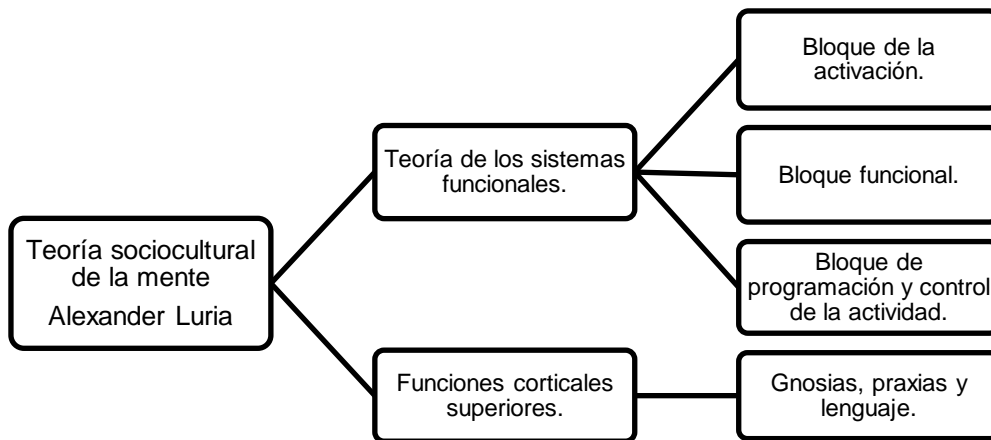 Teoría sociocultural
de la mente
Alexander Luria
Teoría de los sistemas
funcionales.
Bloque de la
activación.
Bloque funcional.
Bloque de
programación y control
de la actividad.
Funciones corticales
superiores.
Gnosias, praxias y
lenguaje.